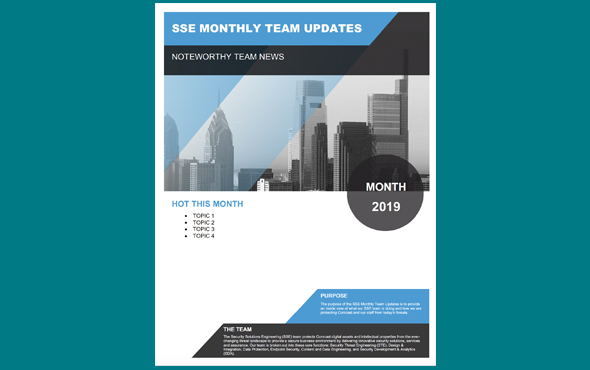 SSE MONTHLY TEAM UPDATES
NOTEWORTHY TEAM NEWS
MONTH
2019
HOT THIS MONTH
• TOPIC 1
• TOPIC 2
• TOPIC 3
• TOPIC 4
PURPOSE
The purpose of the SSE Monthly Team Updates is to provide
an inside view of what our SSE team is doing and how we are
protecting Comcast and our staff from today's threats.
THE TEAM
The Security Solutions Engineering (SSE) team protects Comcast digital assets and intellectual properties from the ever-
changing threat landscape to provide a secure business environment by delivering innovative security solutions, services
and assurance. Our team is broken out into these core functions: Security Threat Engineering (STE), Design &
Integration, Data Protection, Endpoint Security, Content and Data Engineering, and Security Development & Analytics
(SDA).